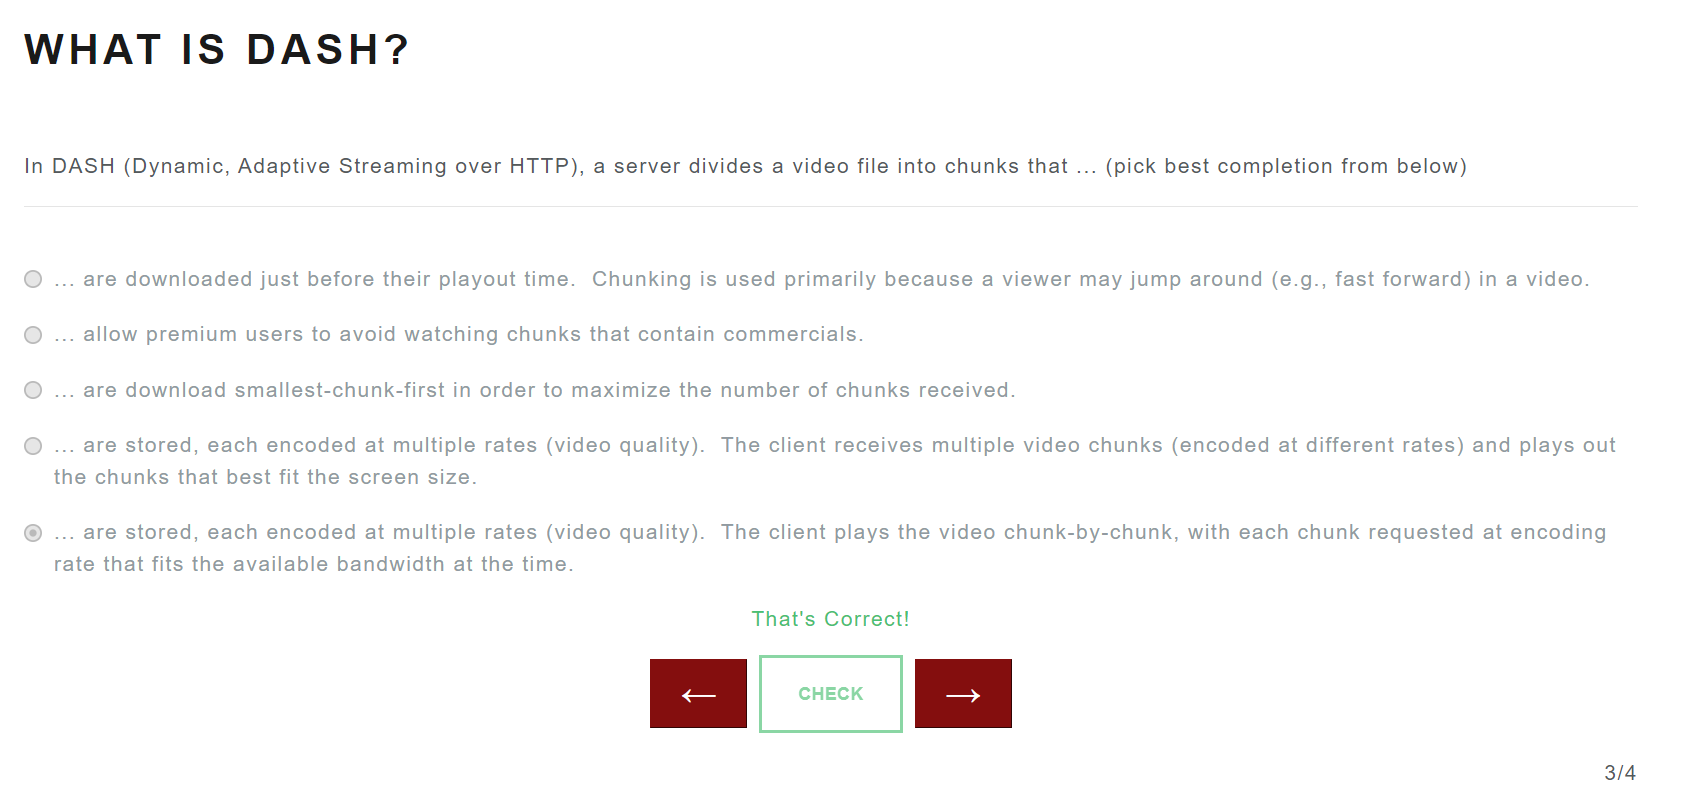 WHAT IS DASH?
In DASH (Dynamic, Adaptive Streaming over HTTP), a server divides a video file into chunks that ... (pick best completion from below)
... are downloaded just before their playout time.  Chunking is used primarily because a viewer may jump around (e.g., fast forward) in a video.
... allow premium users to avoid watching chunks that contain commercials.
... are download smallest-chunk-first in order to maximize the number of chunks received.
... are stored, each encoded at multiple rates (video quality).  The client receives multiple video chunks (encoded at different rates) and plays out
the chunks that best fit the screen size.
... are stored, each encoded at multiple rates (video quality).  The client plays the video chunk-by-chunk, with each chunk requested at encoding
rate that fits the available bandwidth at the time.
That's Correct!
← CHECK →
3/4